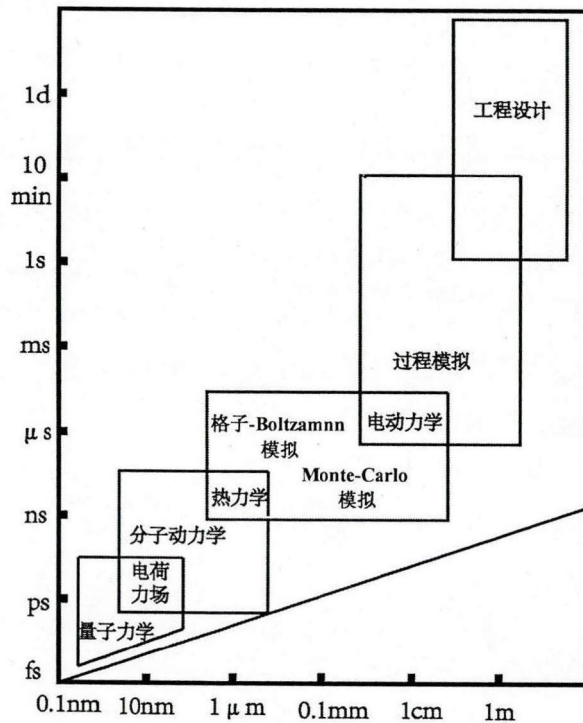 1d
工程设计
10
min
1s
ms
过程模拟
格子-Boltzamnn
模拟
电动力学
μs
Monte-Carlo
模拟
热力学
ns
分子动力学
电荷
力场
ps
量子力学
fs
0.1nm 10nm 1μm 0.1mm 1cm 1m